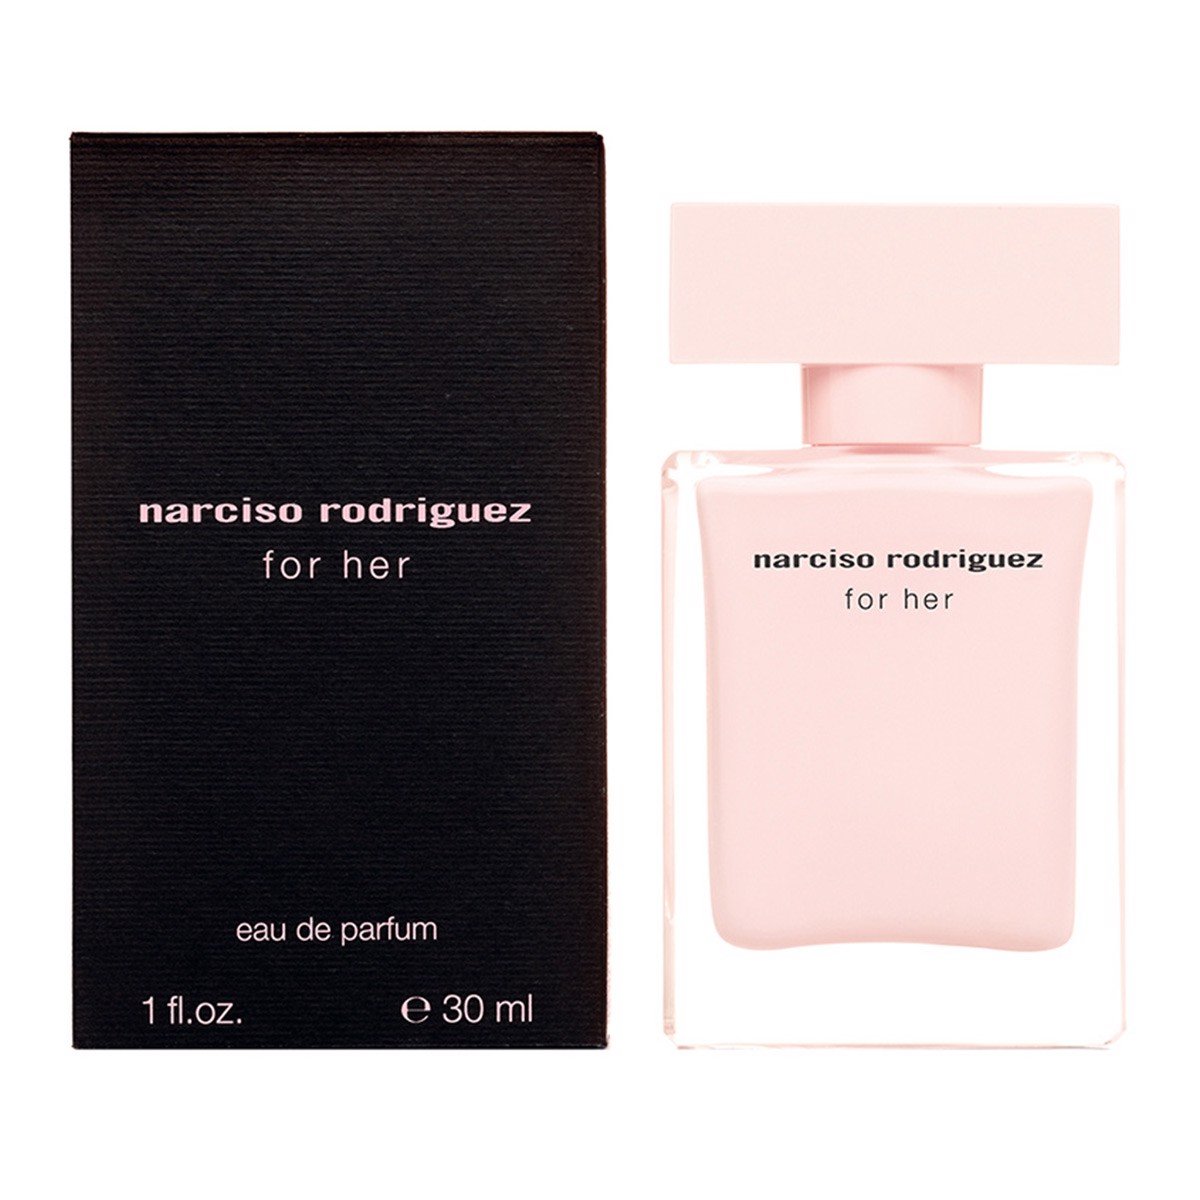 narciso rodriguez
for her
eau de parfum
1 fl.oz. ℮ 30 ml
narciso rodriguez
for her